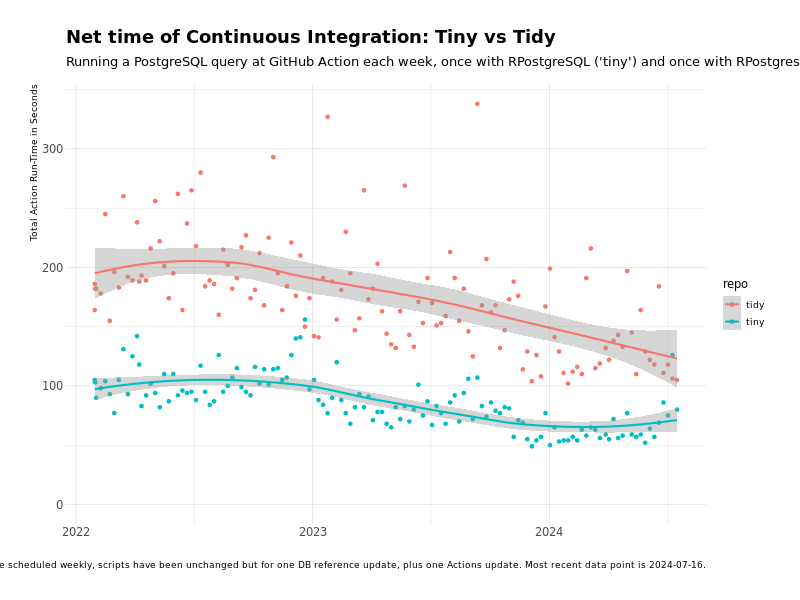 Net time of Continuous Integration: Tiny vs Tidy
Running a PostgreSQL query at GitHub Action each week, once with RPostgreSQL ('tiny') and once with RPostgres
Total Action Run-Time in Seconds
300
200
100
0
2022
2023
2024
repo
tidy
tiny
e scheduled weekly, scripts have been unchanged but for one DB reference update, plus one Actions update. Most recent data point is 2024-07-16.